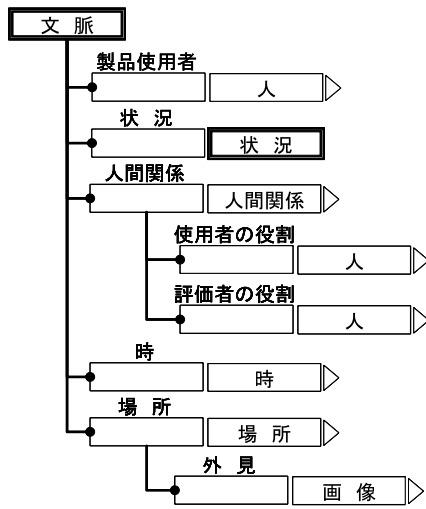 文 脈
製品使用者
人
状 況
状 況
人間関係
人間関係
使用者の役割
人
評価者の役割
人
時
時
場 所
場 所
外 見
画 像